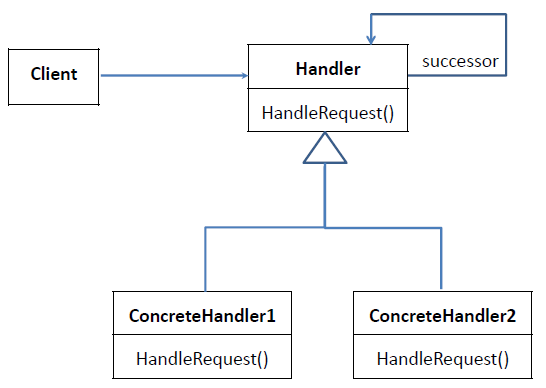 Client
Handler
successor
HandleRequest()
ConcreteHandler1
ConcreteHandler2
HandleRequest()
HandleRequest()